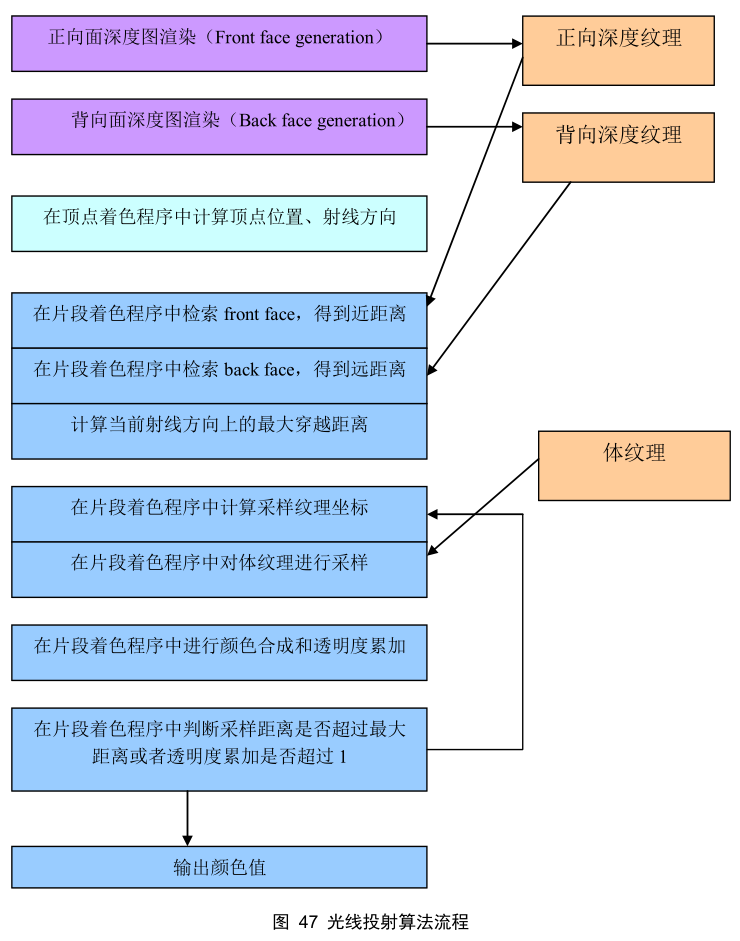 正向面深度图渲染（Front face generation）
正向深度纹理
背向面深度图渲染（Back face generation）
背向深度纹理
在顶点着色程序中计算顶点位置、射线方向
在片段着色程序中检索 front face，得到近距离
在片段着色程序中检索 back face，得到远距离
计算当前射线方向上的最大穿越距离
体纹理
在片段着色程序中计算采样纹理坐标
在片段着色程序中对体纹理进行采样
在片段着色程序中进行颜色合成和透明度累加
在片段着色程序中判断采样距离是否超过最大
距离或者透明度累加是否超过 1
输出颜色值
图 47 光线投射算法流程